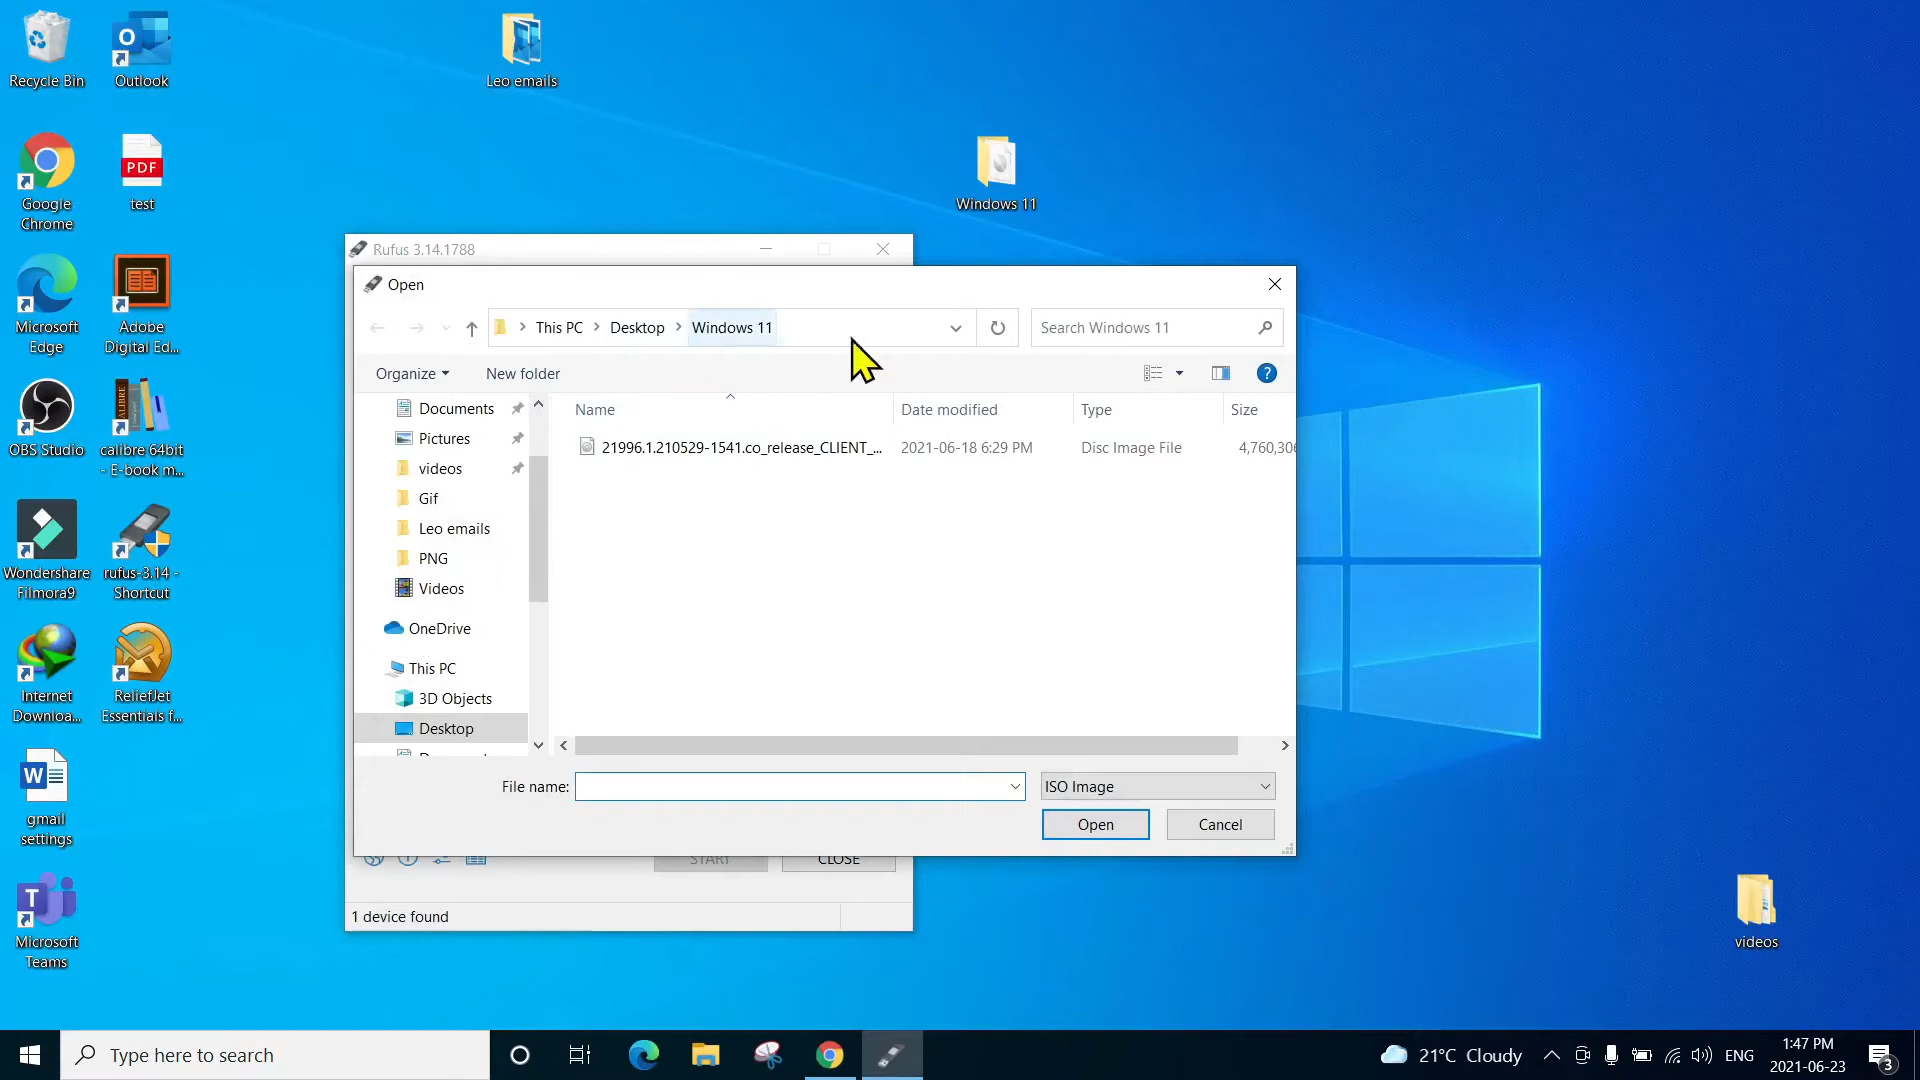 Recycle Bin
Outlook
Leo emails
Google
Chrome
PDF
test
Windows 11
Microsoft
Edge
Adobe
Digital Ed...
OBS Studio
calibre 64bit
- E-book m...
Wondershare
Filmora9
rufus-3.14 -
Shortcut
Internet
Downloa...
ReliefJet
Essentials f...
gmail
settings
Microsoft
Teams
videos
Rufus 3.14.1788
Open
This PC
Desktop
Windows 11
Search Windows 11
Organize
New folder
Name
Date modified
Type
Size
21996.1.210529-1541.co_release_CLIENT_...
2021-06-18 6:29 PM
Disc Image File
4,760,306
Documents
Pictures
videos
Gif
Leo emails
PNG
Videos
OneDrive
This PC
3D Objects
Desktop
File name:
ISO Image
Open
Cancel
START
CLOSE
1 device found
Type here to search
21°C Cloudy
ENG
1:47 PM
2021-06-23
3